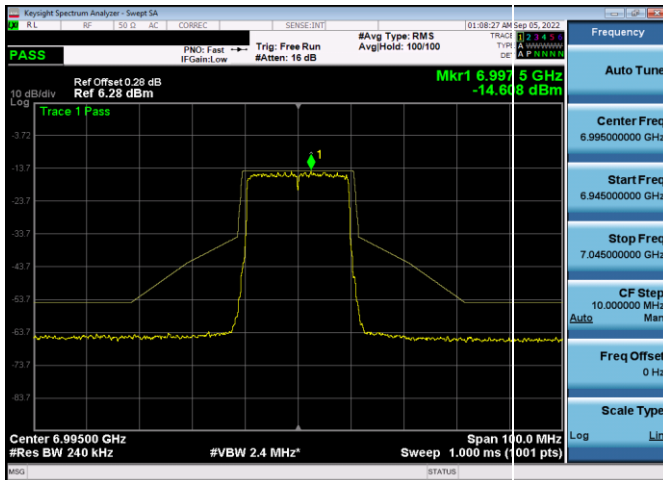 Keysight Spectrum Analyzer - Swept SA
RL RF 50 Ω AC CORREC SENSE:INT 01:08:27 AM Sep 05, 2022
PASS
PNO: Fast
IFGain:Low
Trig: Free Run
#Atten: 16 dB
#Avg Type: RMS
Avg|Hold: 100/100
TRACE 1 2 3 4 5 6
TYPE A WWWWW
DET A P N N N N
Ref Offset 0.28 dB
10 dB/div Ref 6.28 dBm
Log
Mkr1 6.997 5 GHz
-14.608 dBm
Trace 1 Pass
1
-3.72
-13.7
-23.7
-33.7
-43.7
-53.7
-63.7
-73.7
-83.7
Center 6.99500 GHz
#Res BW 240 kHz
#VBW 2.4 MHz*
Span 100.0 MHz
Sweep 1.000 ms (1001 pts)
MSG
STATUS
Frequency
Auto Tune
Center Freq
6.995000000 GHz
Start Freq
6.945000000 GHz
Stop Freq
7.045000000 GHz
CF Step
10.000000 MHz
Auto Man
Freq Offset
0 Hz
Scale Type
Log Lin